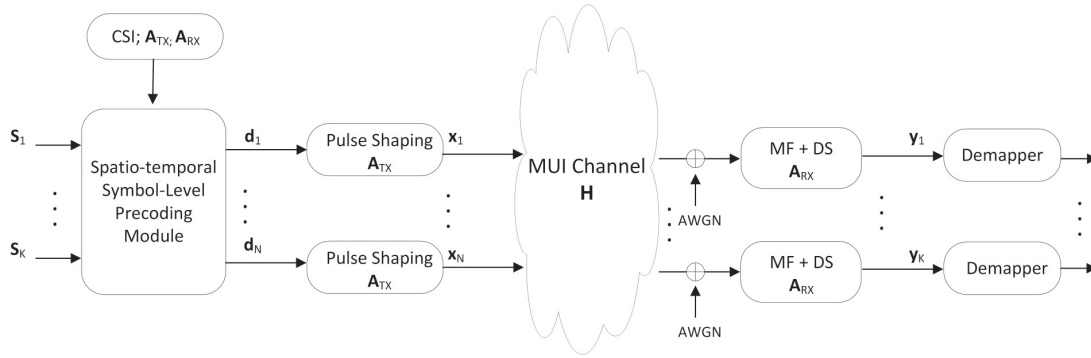 CSI; A_TX; A_RX
S_1
S_K
Spatio-temporal
Symbol-Level
Precoding
Module
d_1
d_N
Pulse Shaping
A_TX
Pulse Shaping
A_TX
x_1
x_N
MUI Channel
H
AWGN
AWGN
MF + DS
A_RX
MF + DS
A_RX
y_1
y_K
Demapper
Demapper